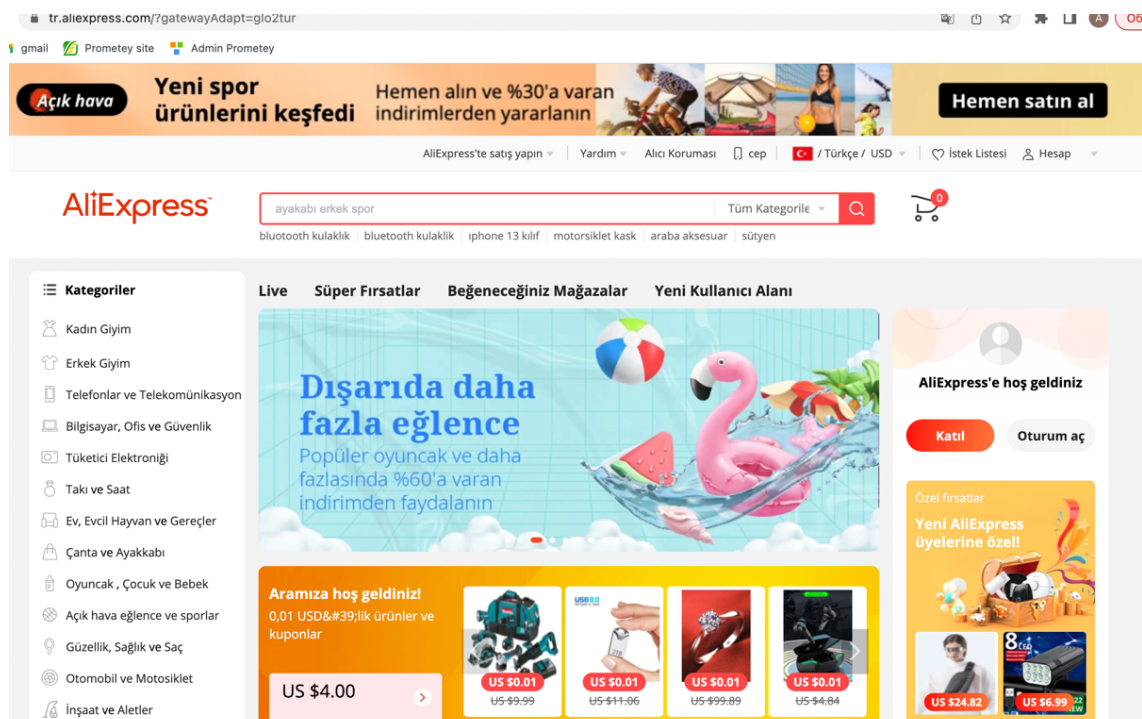 tr.aliexpress.com/?gatewayAdapt=glo2tur
A
Об
gmail
Prometey site
Admin Prometey
Açık hava
Yeni spor
ürünlerini keşfedi
Hemen alın ve %30'a varan
indirimlerden yararlanın
Hemen satın al
AliExpress'te satış yapın
Yardım
Alıcı Koruması
cep
/ Türkçe / USD
İstek Listesi
Hesap
AliExpress
ayakabı erkek spor
Tüm Kategorile
0
bluotooth kulaklık
bluetooth kulaklik
ıphone 13 kılıf
motorsiklet kask
araba aksesuar
sütyen
Kategoriler
Live
Süper Fırsatlar
Beğeneceğiniz Mağazalar
Yeni Kullanıcı Alanı
Kadın Giyim
Erkek Giyim
Telefonlar ve Telekomünikasyon
Bilgisayar, Ofis ve Güvenlik
Tüketici Elektroniği
Takı ve Saat
Ev, Evcil Hayvan ve Gereçler
Çanta ve Ayakkabı
Oyuncak , Çocuk ve Bebek
Açık hava eğlence ve sporlar
Güzellik, Sağlık ve Saç
Otomobil ve Motosiklet
İnşaat ve Aletler
Dışarıda daha
fazla eğlence
Popüler oyuncak ve daha
fazlasında %60'a varan
indirimden faydalanın
AliExpress'e hoş geldiniz
Katıl
Oturum aç
Özel fırsatlar
Yeni AliExpress
üyelerine özel!
Aramıza hoş geldiniz!
0,01 USD&#39;lik ürünler ve
kuponlar
US $4.00
USB3.0
2TB
US $0.01
US $9.99
US $0.01
US $11.06
US $0.01
US $99.89
US $0.01
US $4.84
US $24.82
8
LED
US $6.99